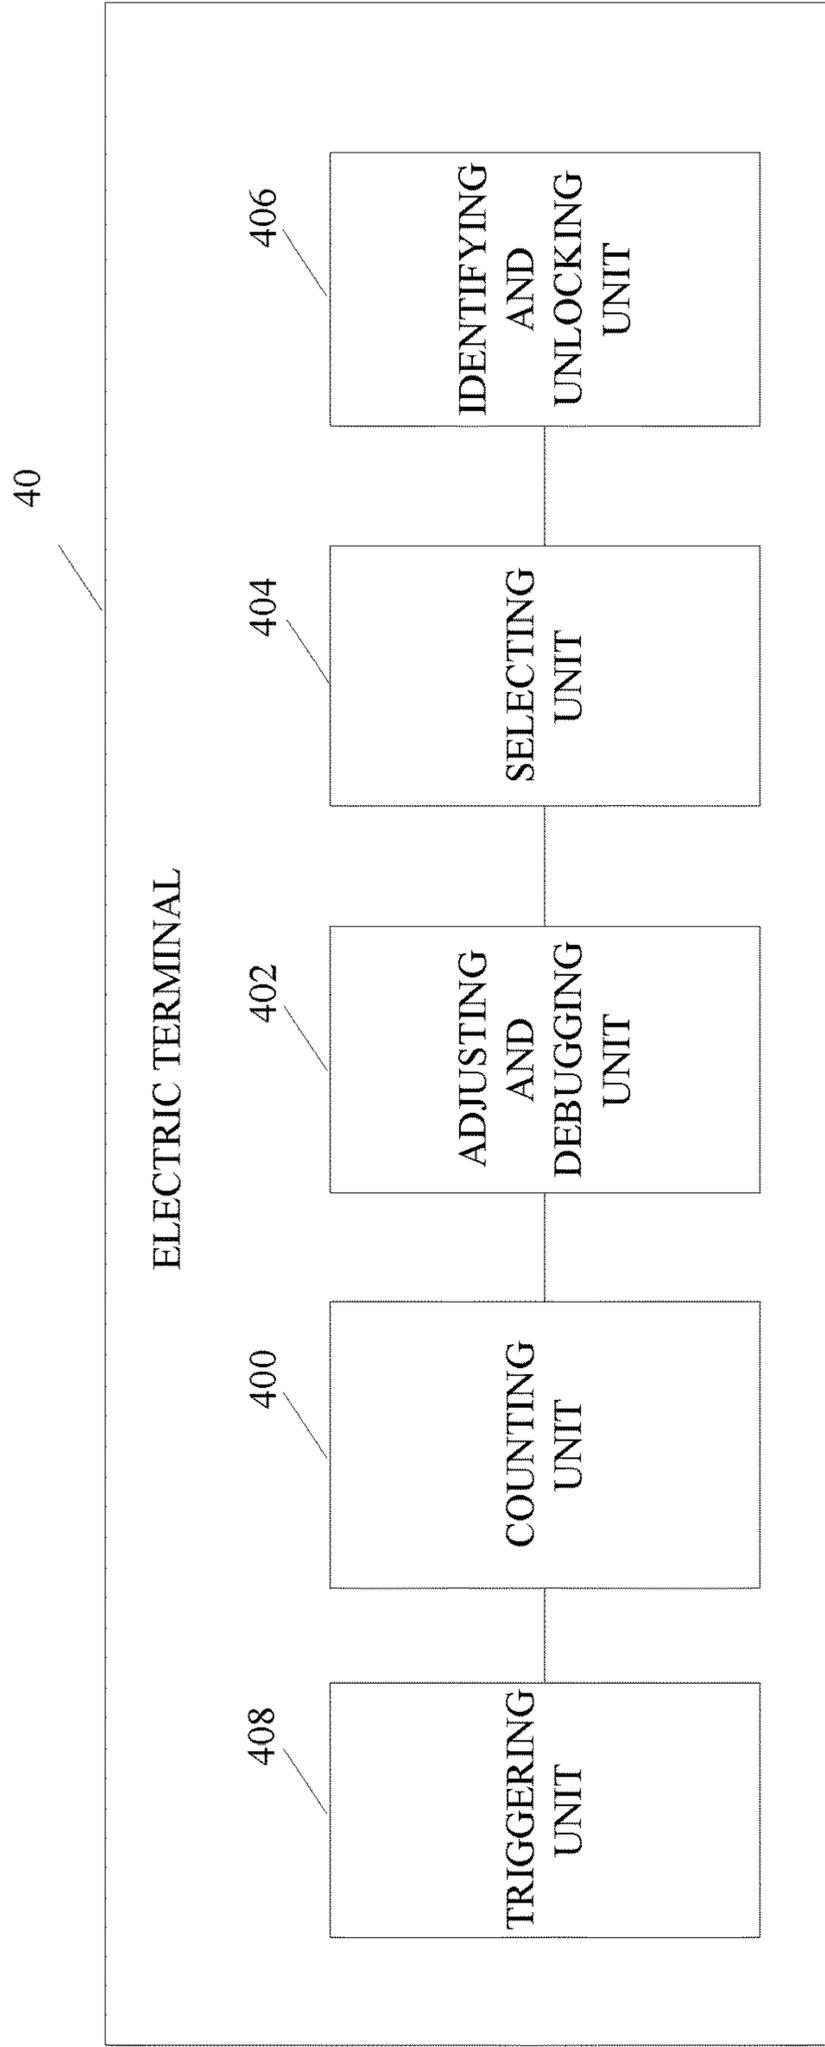 40
ELECTRIC TERMINAL
408
400
402
404
406
TRIGGERING
UNIT
COUNTING
UNIT
ADJUSTING
AND
DEBUGGING
UNIT
SELECTING
UNIT
IDENTIFYING
AND
UNLOCKING
UNIT